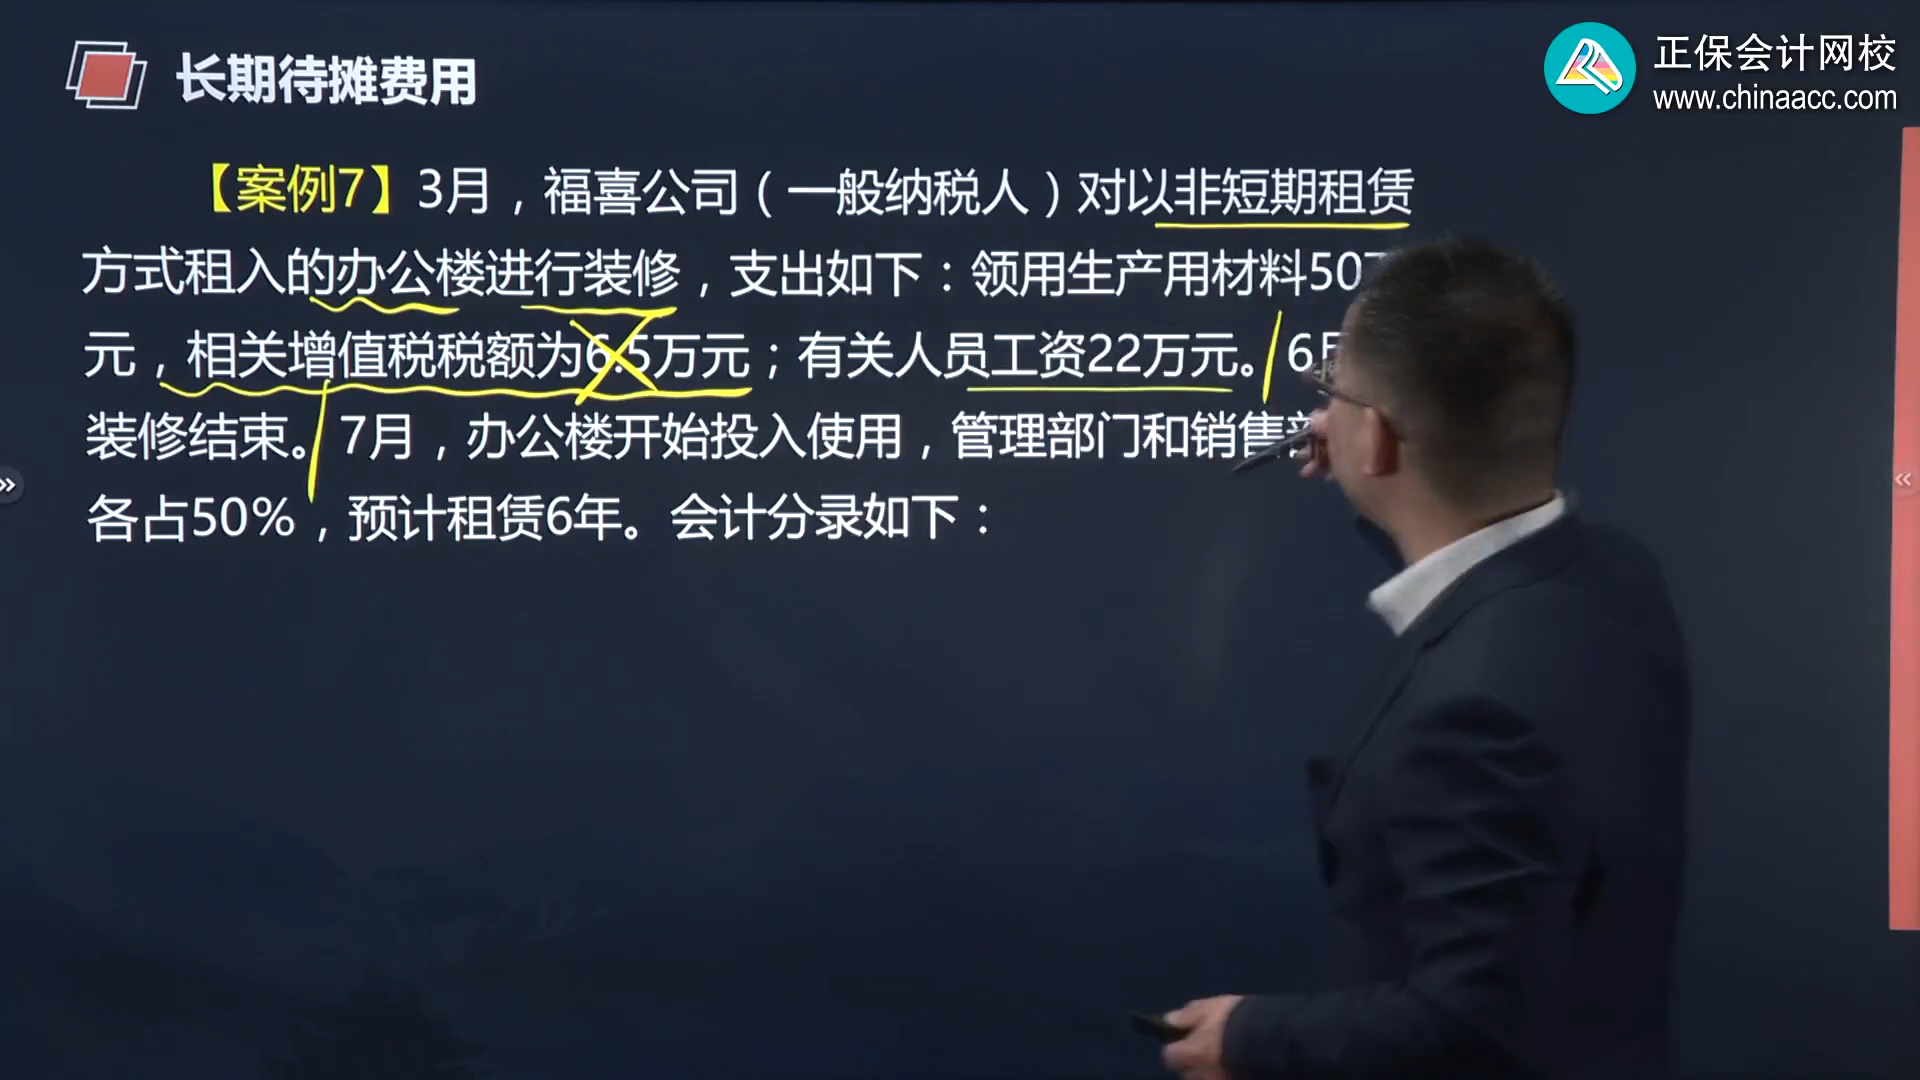 长期待摊费用
正保会计网校
www.chinaacc.com
【案例7】3月，福喜公司（一般纳税人）对以非短期租赁
方式租入的办公楼进行装修，支出如下：领用生产用材料50
元，相关增值税税额为6.5万元；有关人员工资22万元。6月
装修结束。7月，办公楼开始投入使用，管理部门和销售
各占50%，预计租赁6年。会计分录如下：